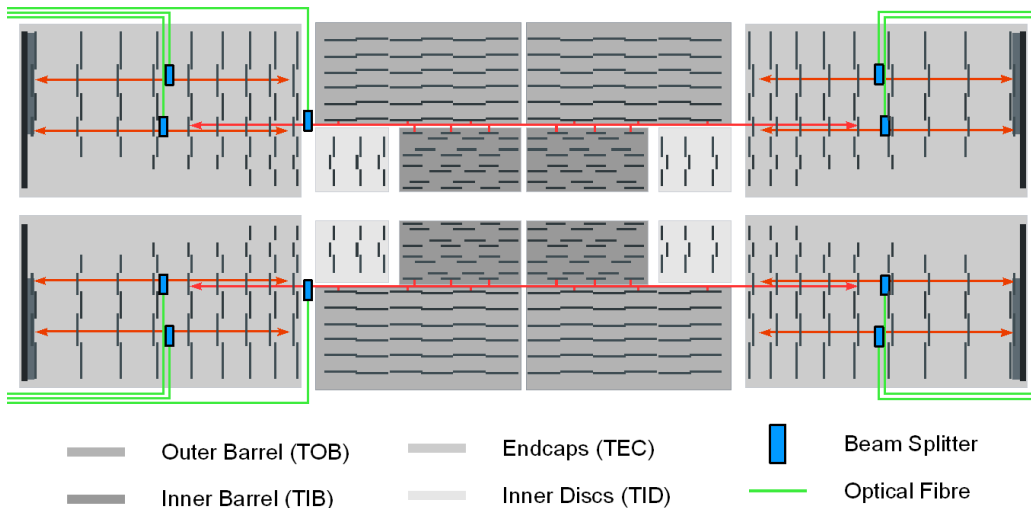 Outer Barrel (TOB)
Endcaps (TEC)
Beam Splitter
Inner Barrel (TIB)
Inner Discs (TID)
Optical Fibre